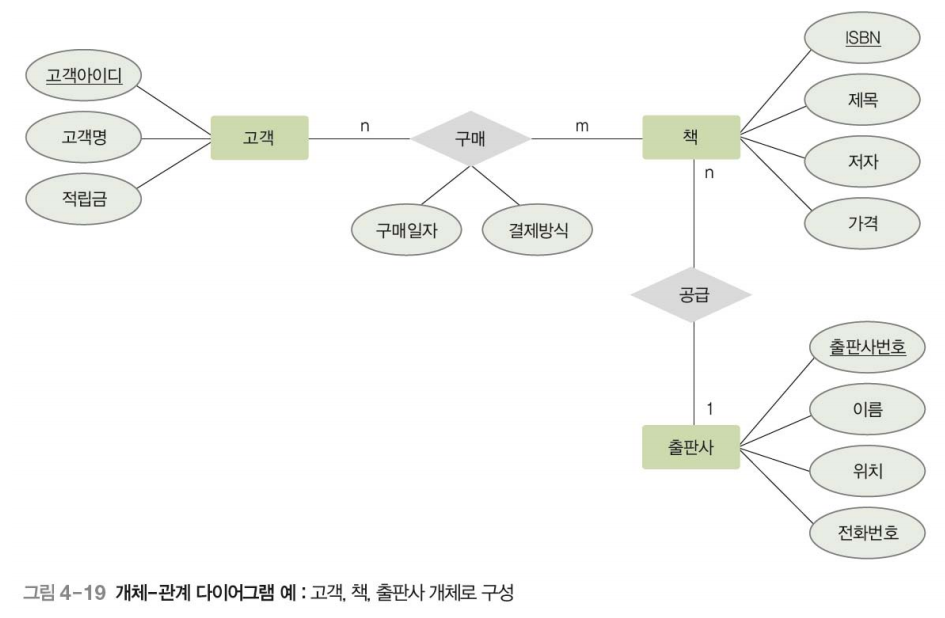 ISBN
고객아이디
제목
고객명
고객
n
구매
m
책
저자
n
적립금
가격
구매일자
결제방식
공급
출판사번호
이름
1
출판사
위치
전화번호
그림 4-19 개체-관계 다이어그램 예 : 고객, 책, 출판사 개체로 구성